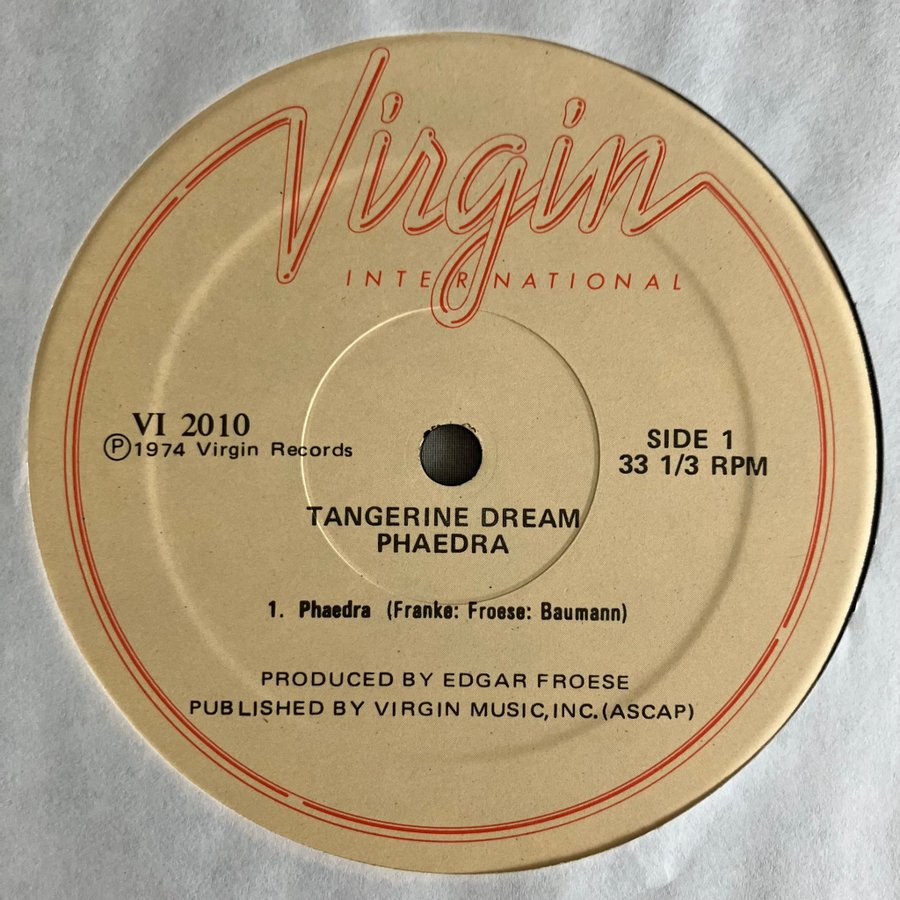 Virgin
INTERNATIONAL
VI 2010
Ⓟ1974 Virgin Records
SIDE 1
33 1/3 RPM
TANGERINE DREAM
PHAEDRA
1. Phaedra (Franke: Froese: Baumann)
PRODUCED BY EDGAR FROESE
PUBLISHED BY VIRGIN MUSIC, INC. (ASCAP)